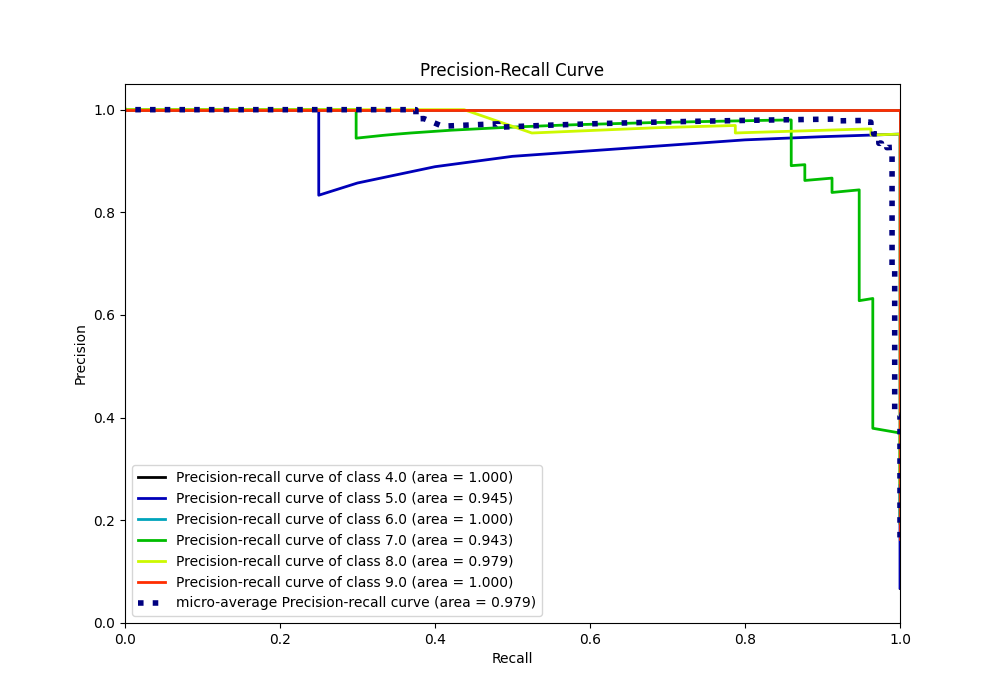 Precision-Recall Curve
1.0
0.8
0.6
0.4
0.2
0.0
Precision
Precision-recall curve of class 4.0 (area = 1.000)
Precision-recall curve of class 5.0 (area = 0.945)
Precision-recall curve of class 6.0 (area = 1.000)
Precision-recall curve of class 7.0 (area = 0.943)
Precision-recall curve of class 8.0 (area = 0.979)
Precision-recall curve of class 9.0 (area = 1.000)
micro-average Precision-recall curve (area = 0.979)
0.0 0.2 0.4 0.6 0.8 1.0
Recall